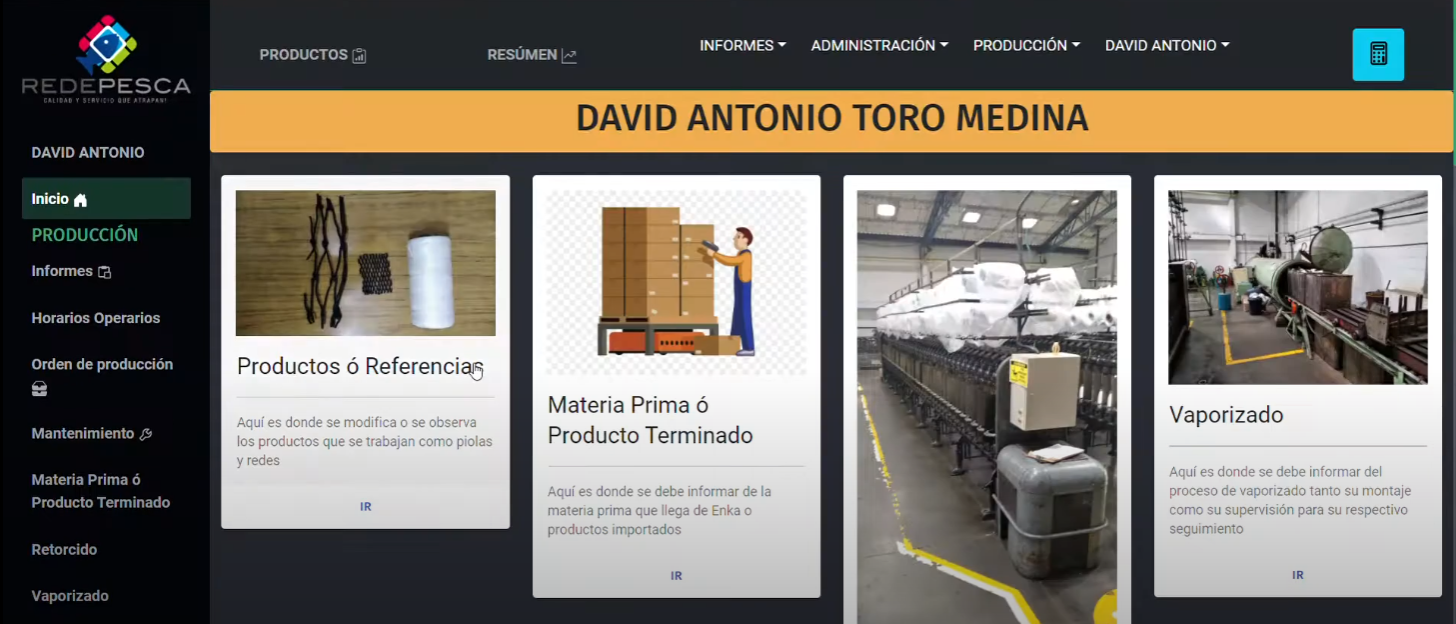 REDEPESCA
CALIDAD Y SERVICIO QUE ATRAPAN!
DAVID ANTONIO
Inicio
PRODUCCIÓN
Informes
Horarios Operarios
Orden de producción
Mantenimiento
Materia Prima ó
Producto Terminado
Retorcido
Vaporizado
PRODUCTOS
RESÚMEN
INFORMES
ADMINISTRACIÓN
PRODUCCIÓN
DAVID ANTONIO
DAVID ANTONIO TORO MEDINA
Productos ó Referencias
Aquí es donde se modifica o se observa
los productos que se trabajan como piolas
y redes
IR
Materia Prima ó
Producto Terminado
Aquí es donde se debe informar de la
materia prima que llega de Enka o
productos importados
IR
Vaporizado
Aquí es donde se debe informar del
proceso de vaporizado tanto su montaje
como su supervisión para su respectivo
seguimiento
IR